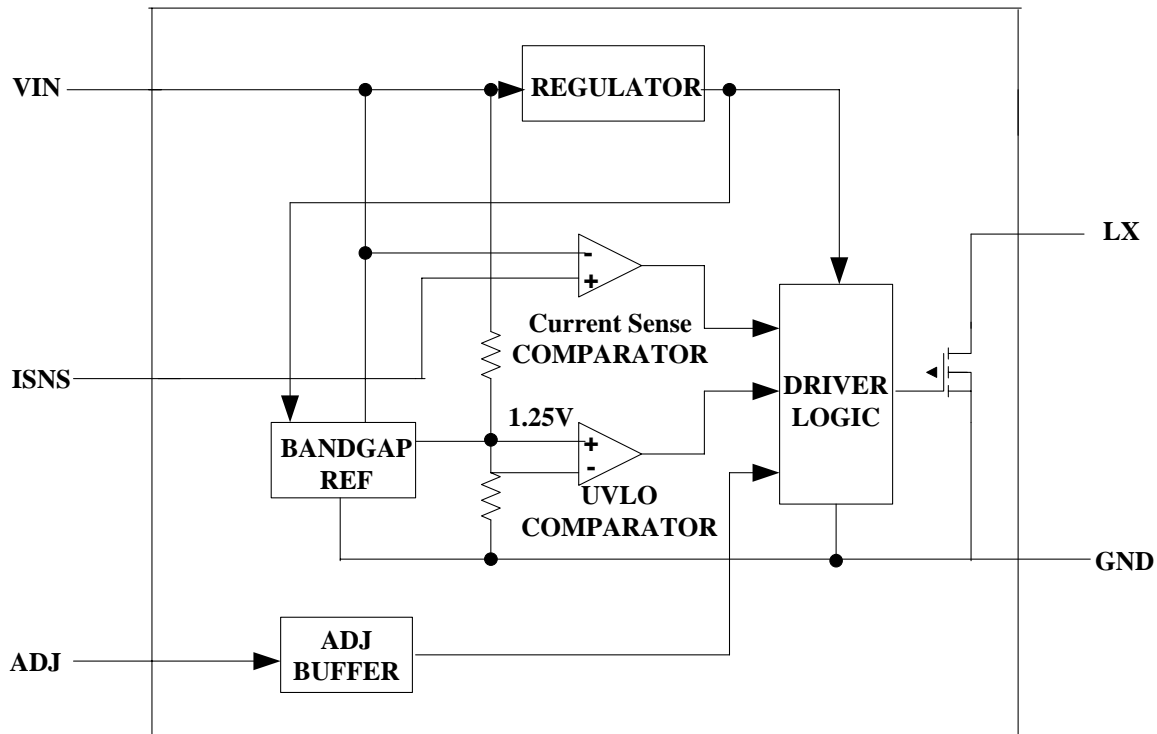 VIN
REGULATOR
LX
-
+
Current Sense
COMPARATOR
ISNS
DRIVER
LOGIC
1.25V
BANDGAP
REF
+
-
UVLO
COMPARATOR
GND
ADJ
ADJ
BUFFER